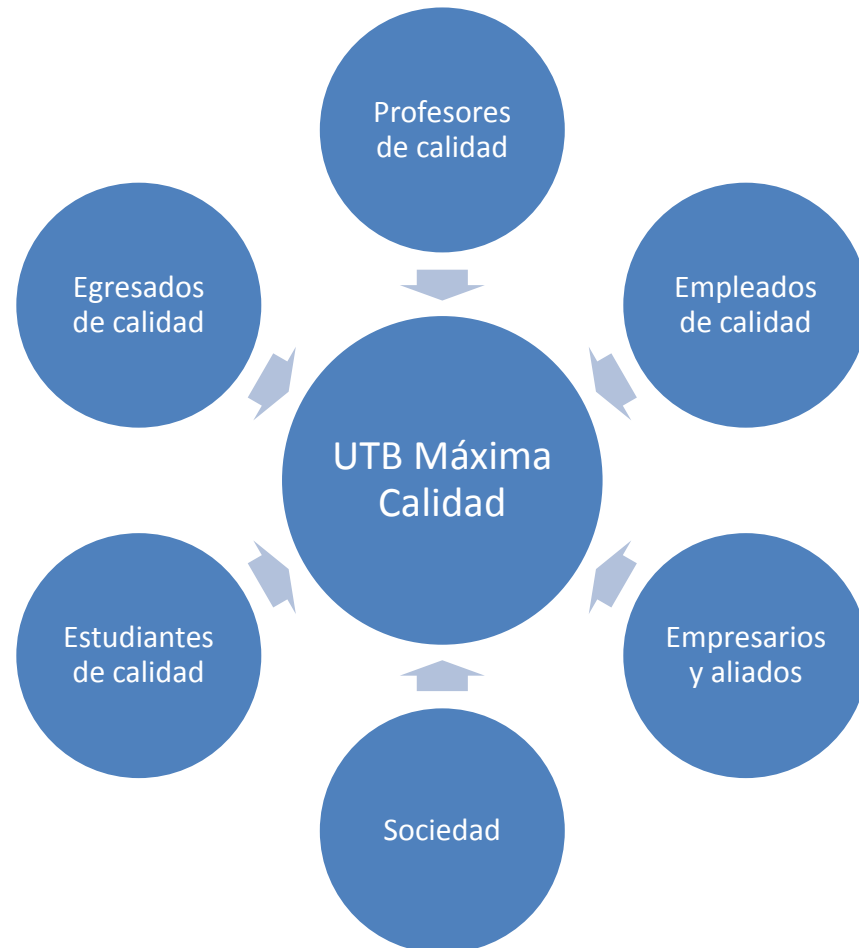 Profesores
de calidad
Egresados
de calidad
Empleados
de calidad
UTB Máxima
Calidad
Estudiantes
de calidad
Empresarios
y aliados
Sociedad